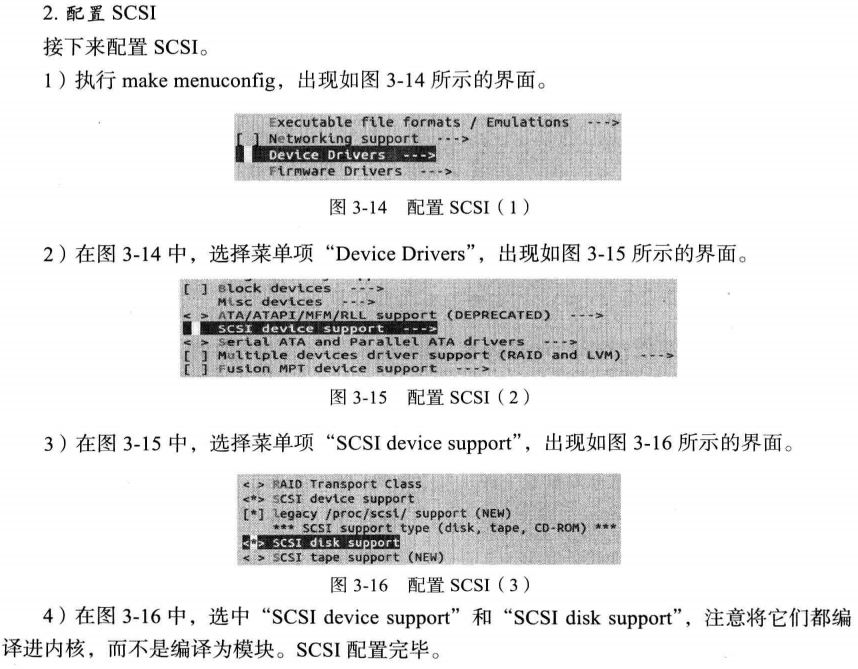 2. 配置 SCSI
接下来配置 SCSI。
1）执行 make menuconfig，出现如图 3-14 所示的界面。
Executable file formats / Emulations --->
[ ] Networking support --->
Device Drivers --->
Firmware Drivers --->
图 3-14 配置 SCSI（1）
2）在图 3-14 中，选择菜单项“Device Drivers”，出现如图 3-15 所示的界面。
[ ] Block devices --->
Misc devices --->
< > ATA/ATAPI/MFM/RLL support (DEPRECATED) --->
SCSI device support --->
< > Serial ATA and Parallel ATA drivers --->
[ ] Multiple devices driver support (RAID and LVM) --->
[ ] Fusion MPT device support --->
图 3-15 配置 SCSI（2）
3）在图 3-15 中，选择菜单项“SCSI device support”，出现如图 3-16 所示的界面。
< > RAID Transport Class
<*> SCSI device support
[*] legacy /proc/scsi/ support (NEW)
*** SCSI support type (disk, tape, CD-ROM) ***
<*> SCSI disk support
< > SCSI tape support (NEW)
图 3-16 配置 SCSI（3）
4）在图 3-16 中，选中“SCSI device support”和“SCSI disk support”，注意将它们都编
译进内核，而不是编译为模块。SCSI 配置完毕。